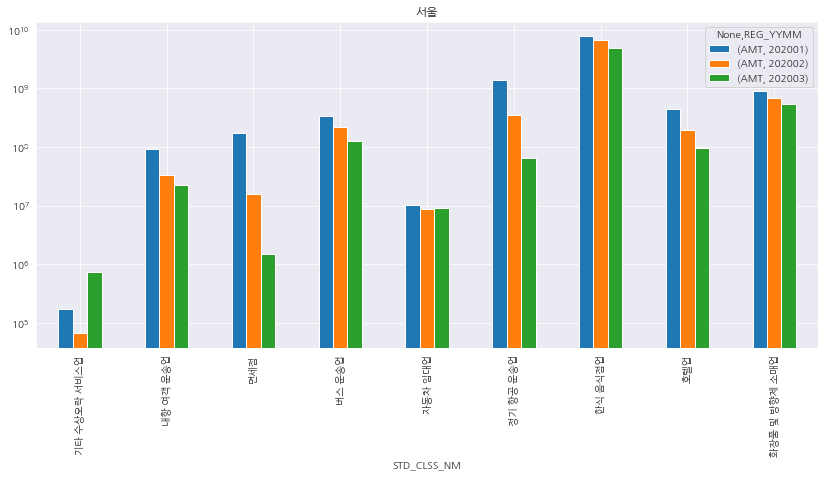 서울
None,REG_YYMM
(AMT, 202001)
(AMT, 202002)
(AMT, 202003)
10¹⁰
10⁹
10⁸
10⁷
10⁶
10⁵
기타 수상오락 서비스업
내항 여객 운송업
면세점
버스 운송업
자동차 임대업
정기 항공 운송업
한식 음식점업
호텔업
화장품 및 방향제 소매업
STD_CLSS_NM